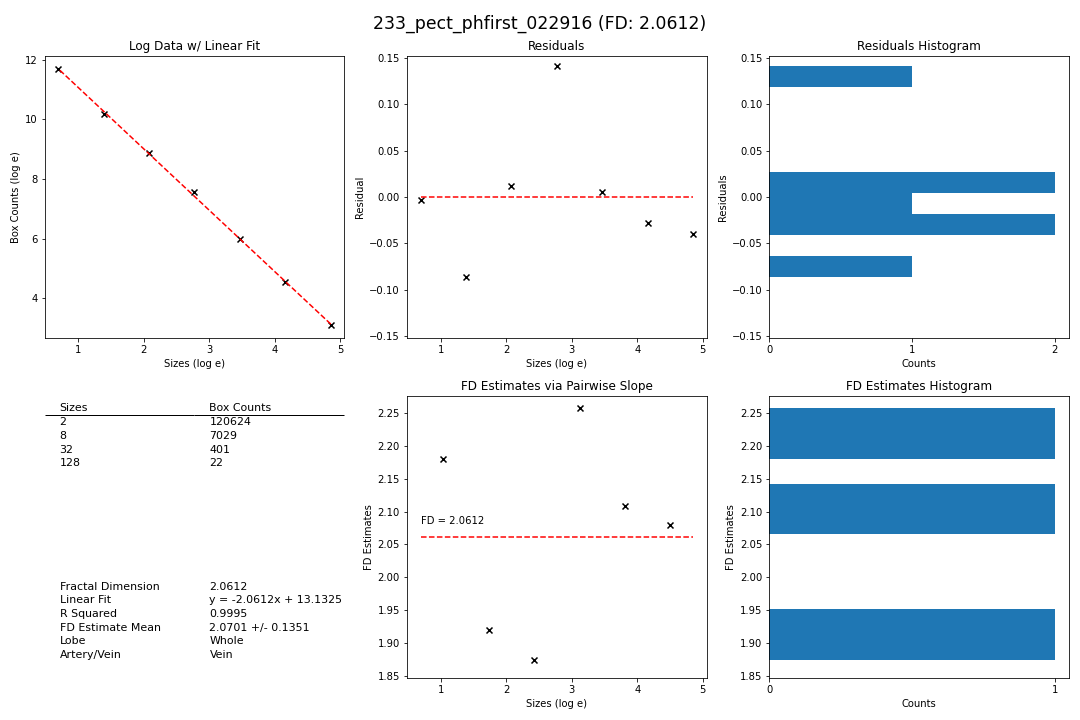 233_pect_phfirst_022916 (FD: 2.0612)
Log Data w/ Linear Fit
12
10
8
6
4
Box Counts (log e)
1 2 3 4 5
Sizes (log e)
Residuals
0.15
0.10
0.05
0.00
−0.05
−0.10
−0.15
Residual
1 2 3 4 5
Sizes (log e)
Residuals Histogram
0.15
0.10
0.05
0.00
−0.05
−0.10
−0.15
Residuals
0 1 2
Counts
Sizes Box Counts
2 120624
8 7029
32 401
128 22
Fractal Dimension 2.0612
Linear Fit y = -2.0612x + 13.1325
R Squared 0.9995
FD Estimate Mean 2.0701 +/- 0.1351
Lobe Whole
Artery/Vein Vein
FD Estimates via Pairwise Slope
2.25
2.20
2.15
2.10
2.05
2.00
1.95
1.90
1.85
FD Estimates
FD = 2.0612
1 2 3 4 5
Sizes (log e)
FD Estimates Histogram
2.25
2.20
2.15
2.10
2.05
2.00
1.95
1.90
1.85
FD Estimates
0 1
Counts